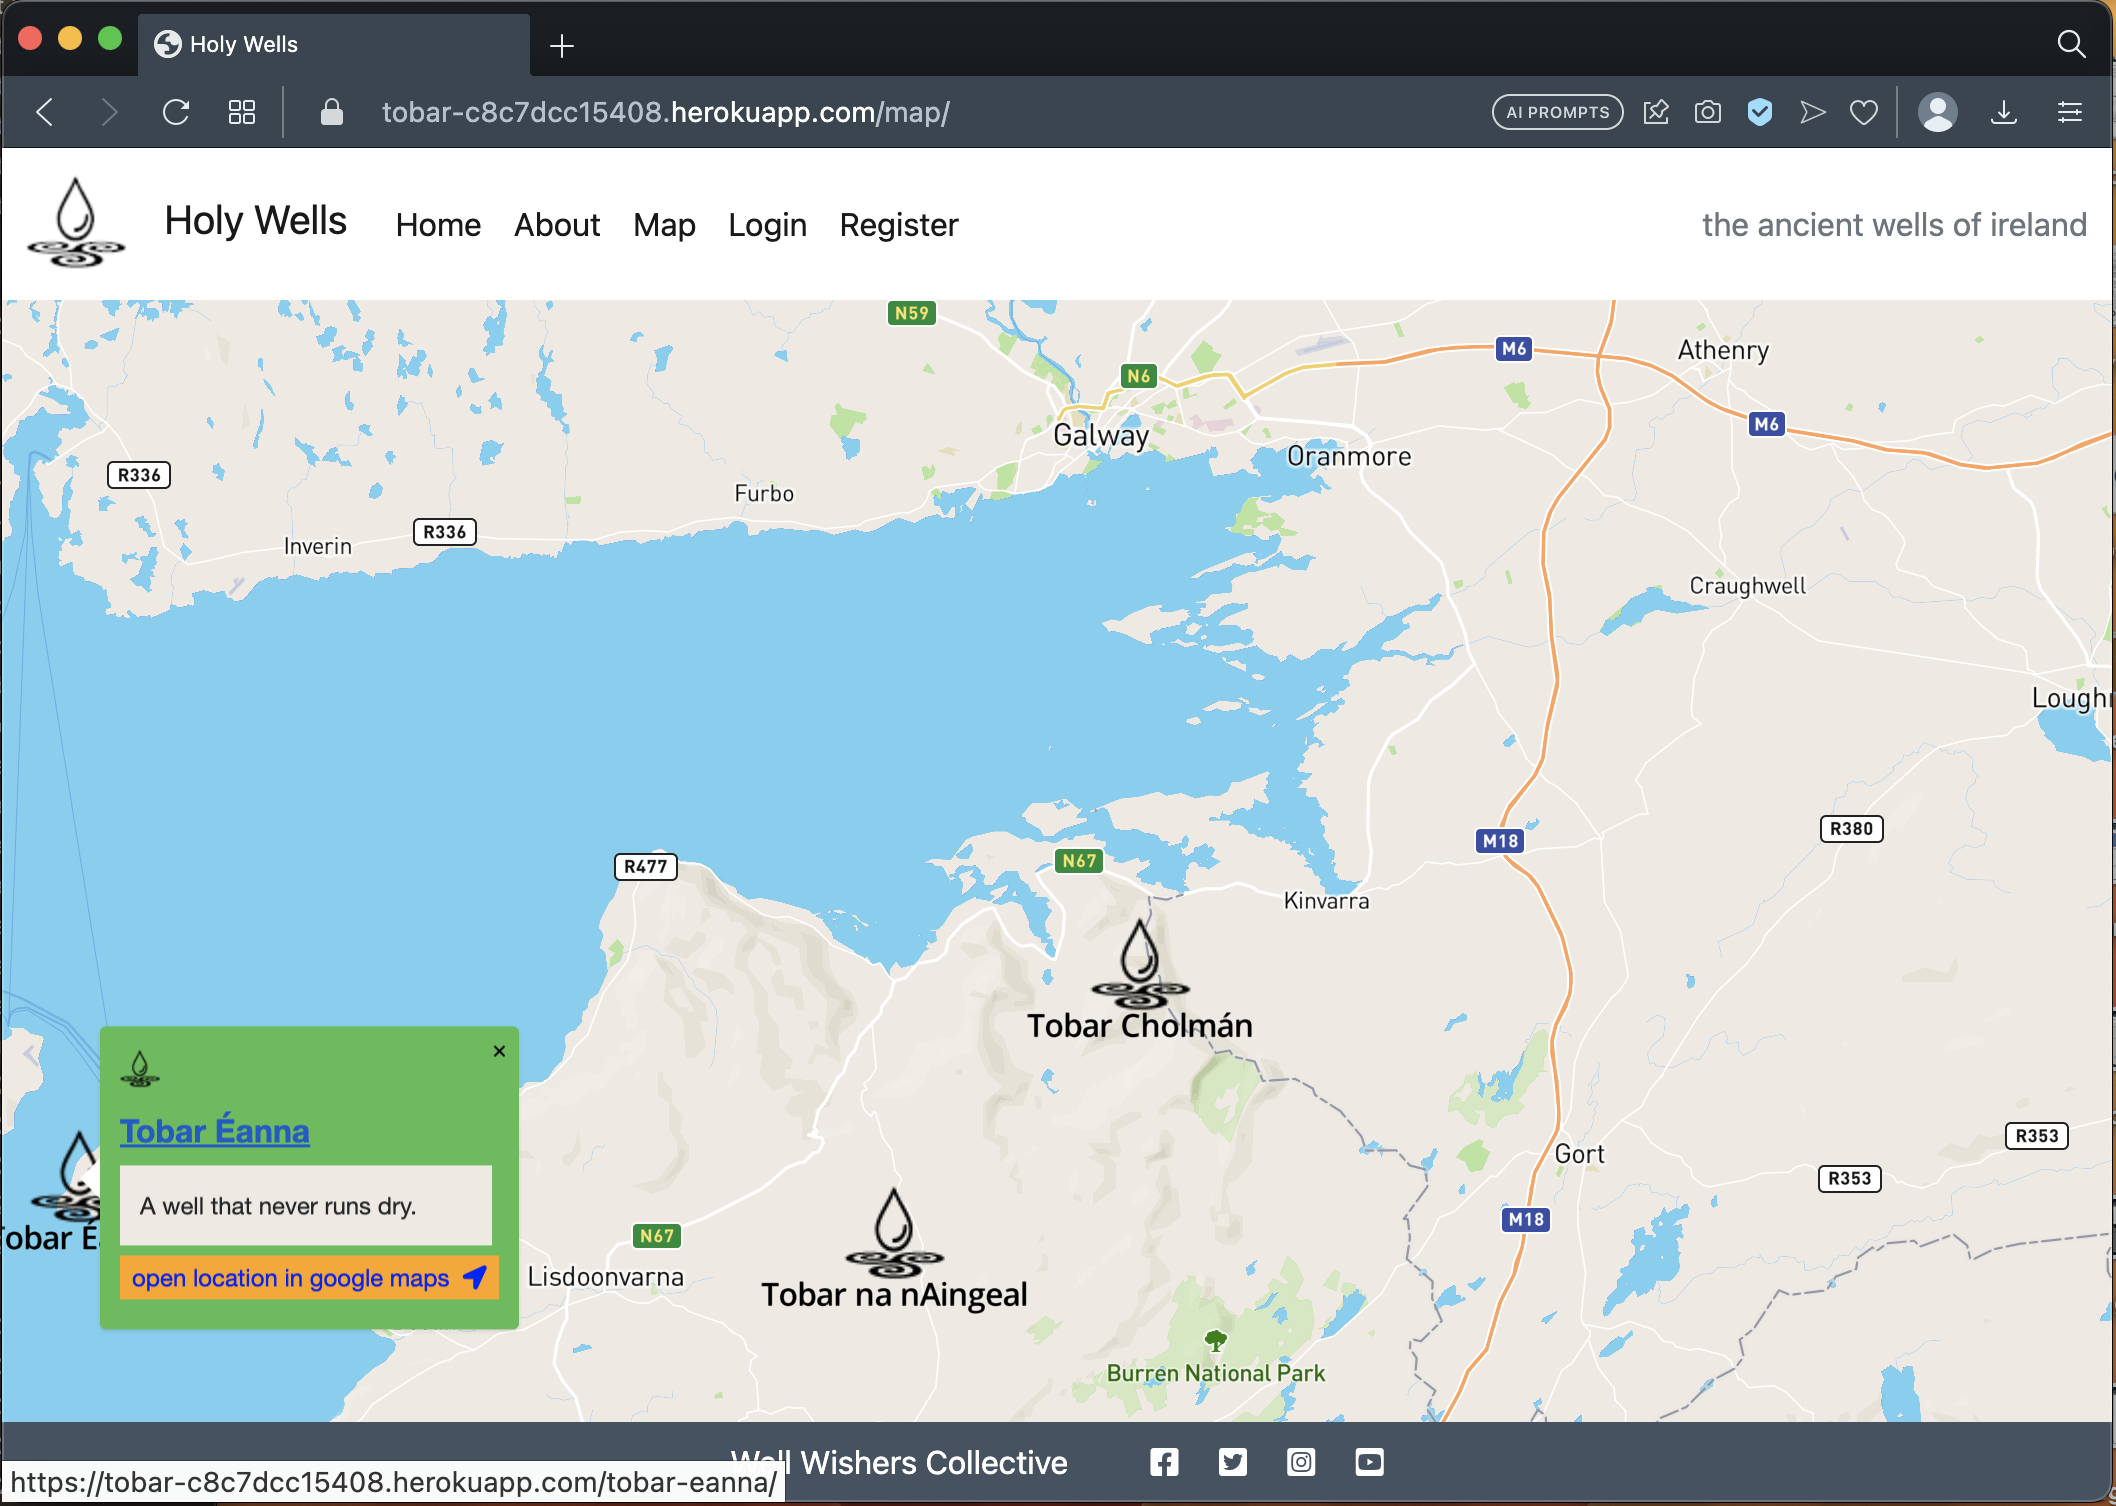 Holy Wells
tobar-c8c7dcc15408.herokuapp.com/map/
AI PROMPTS
Holy Wells
Home
About
Map
Login
Register
the ancient wells of ireland
N59
M6
Athenry
N6
M6
Galway
Oranmore
R336
Furbo
R336
Inverin
Craughwell
Loughr
R380
M18
R477
N67
Kinvarra
Tobar Cholmán
Tobar Éanna
A well that never runs dry.
open location in google maps
Tobar É
R353
Gort
R353
M18
N67
Lisdoonvarna
Tobar na nAingeal
Burren National Park
Well Wishers Collective
https://tobar-c8c7dcc15408.herokuapp.com/tobar-eanna/